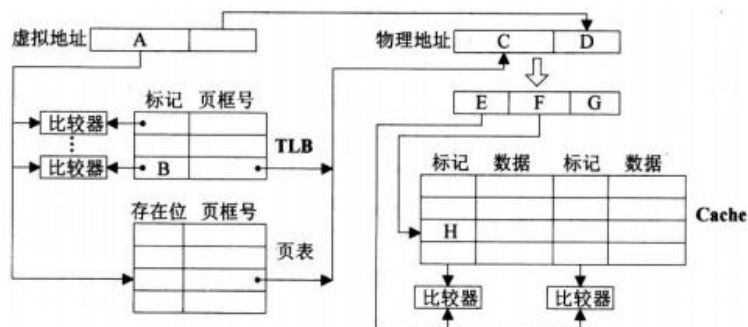 虚拟地址 A 物理地址 C D
E F G
标记 页框号
比较器
TLB
比较器 B
标记 数据 标记 数据
存在位 页框号
Cache
页表
H
比较器 比较器